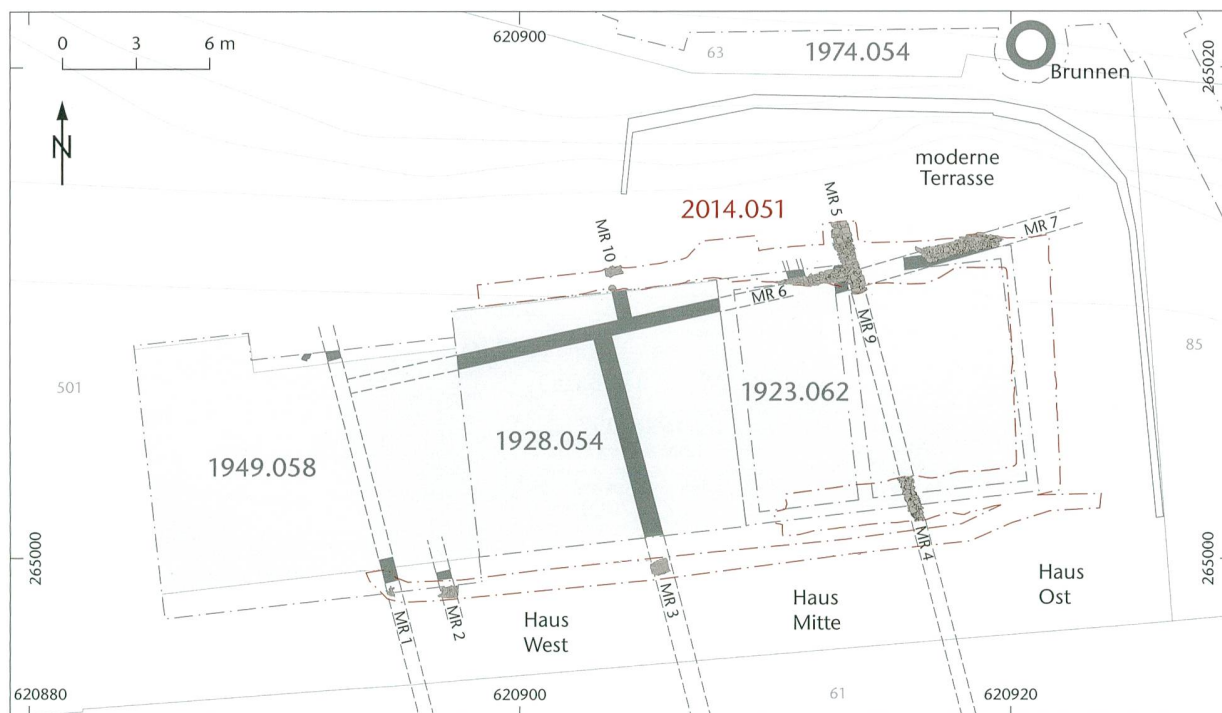 0 3 6 m
620900
63
1974.054
Brunnen
265020
N
moderne
Terrasse
MR 5
2014.051
MR 10
MR 7
MR 6
MR 9
85
501
1923.062
1928.054
1949.058
265000
265000
MR 4
MR 3
MR 2
MR 1
Haus
West
Haus
Mitte
Haus
Ost
620880
620900
61
620920